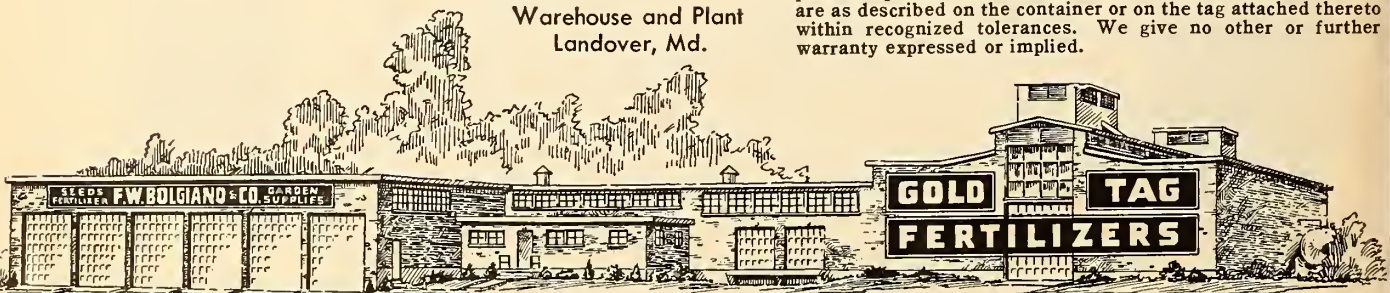 Warehouse and Plant
Landover, Md.
are as described on the container or on the tag attached thereto
within recognized tolerances. We give no other or further
warranty expressed or implied.
SEEDS
FERTILIZER
F.W. BOLGIANO & CO.
GARDEN
SUPPLIES
GOLD TAG
FERTILIZERS